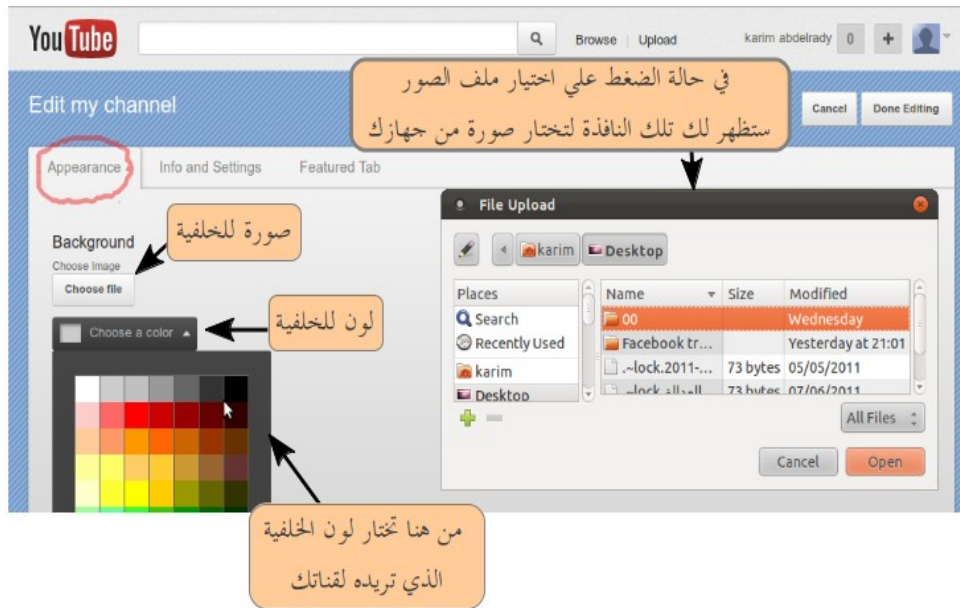 YouTube
Browse
Upload
karim abdelrady
0
+
في حالة الضغط علي اختيار ملف الصور
ستظهر لك تلك النافذة لتختار صورة من جهازك
Edit my channel
Cancel
Done Editing
Appearance
Info and Settings
Featured Tab
File Upload
صورة للخلفية
Background
Choose Image
Choose file
karim
Desktop
Places
Name
Size
Modified
Search
00
Wednesday
لون للخلفية
Choose a color
Recently Used
Facebook tr...
Yesterday at 21:01
karim
.~lock.2011-...
73 bytes
05/05/2011
Desktop
73 bytes
07/06/2011
All Files
Cancel
Open
من هنا تختار لون الخلفية
الذي تريده لقناتك